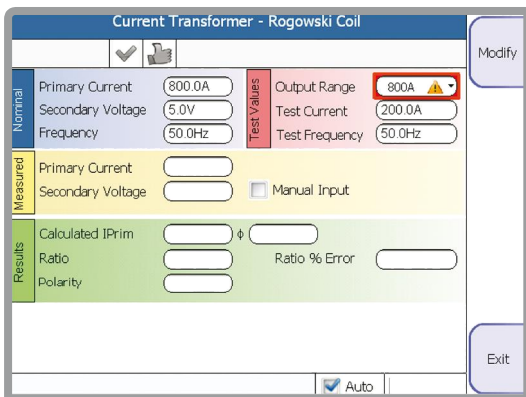 Current Transformer - Rogowski Coil
Modify
Nominal
Primary Current 800.0A
Secondary Voltage 5.0V
Frequency 50.0Hz
Test Values
Output Range 800A
Test Current 200.0A
Test Frequency 50.0Hz
Measured
Primary Current
Secondary Voltage
Manual Input
Results
Calculated IPrim ϕ
Ratio Ratio % Error
Polarity
Exit
Auto